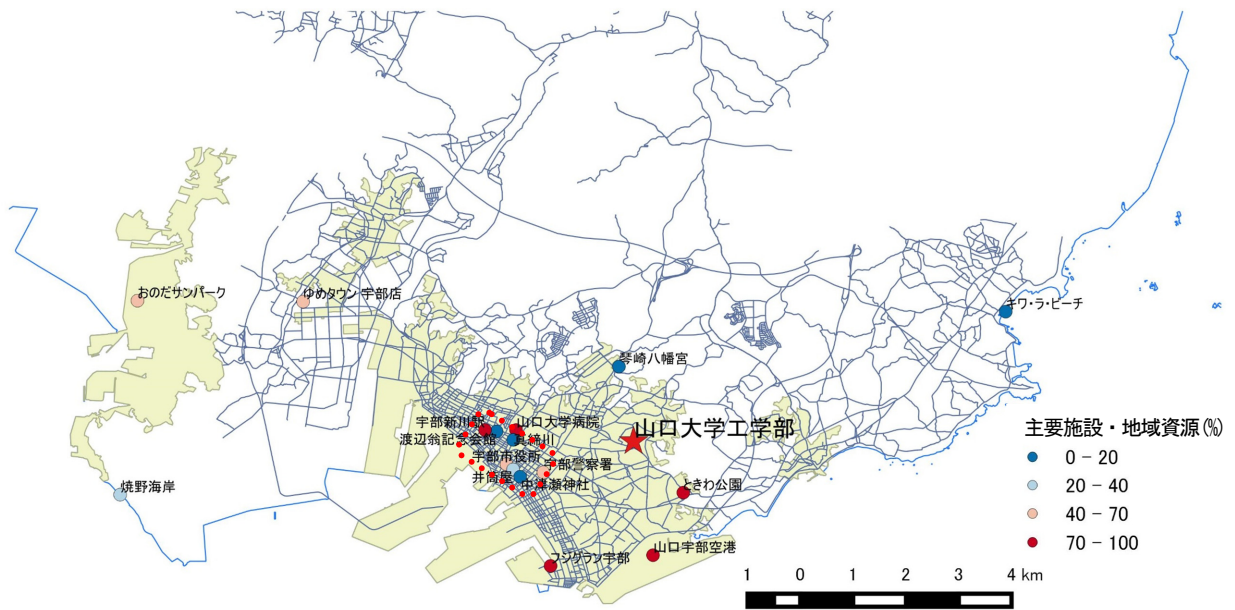 おのだサンパーク
ゆめタウン 宇部店
キワ・ラ・ビーチ
琴崎八幡宮
宇部新川駅
山口大学病院
山口大学工学部
渡辺翁記念会館
真締川
宇部市役所
宇部警察署
井筒屋
中津瀬神社
ときわ公園
焼野海岸
フジグラン宇部
山口宇部空港
主要施設・地域資源(%)
0 - 20
20 - 40
40 - 70
70 - 100
1 0 1 2 3 4 km